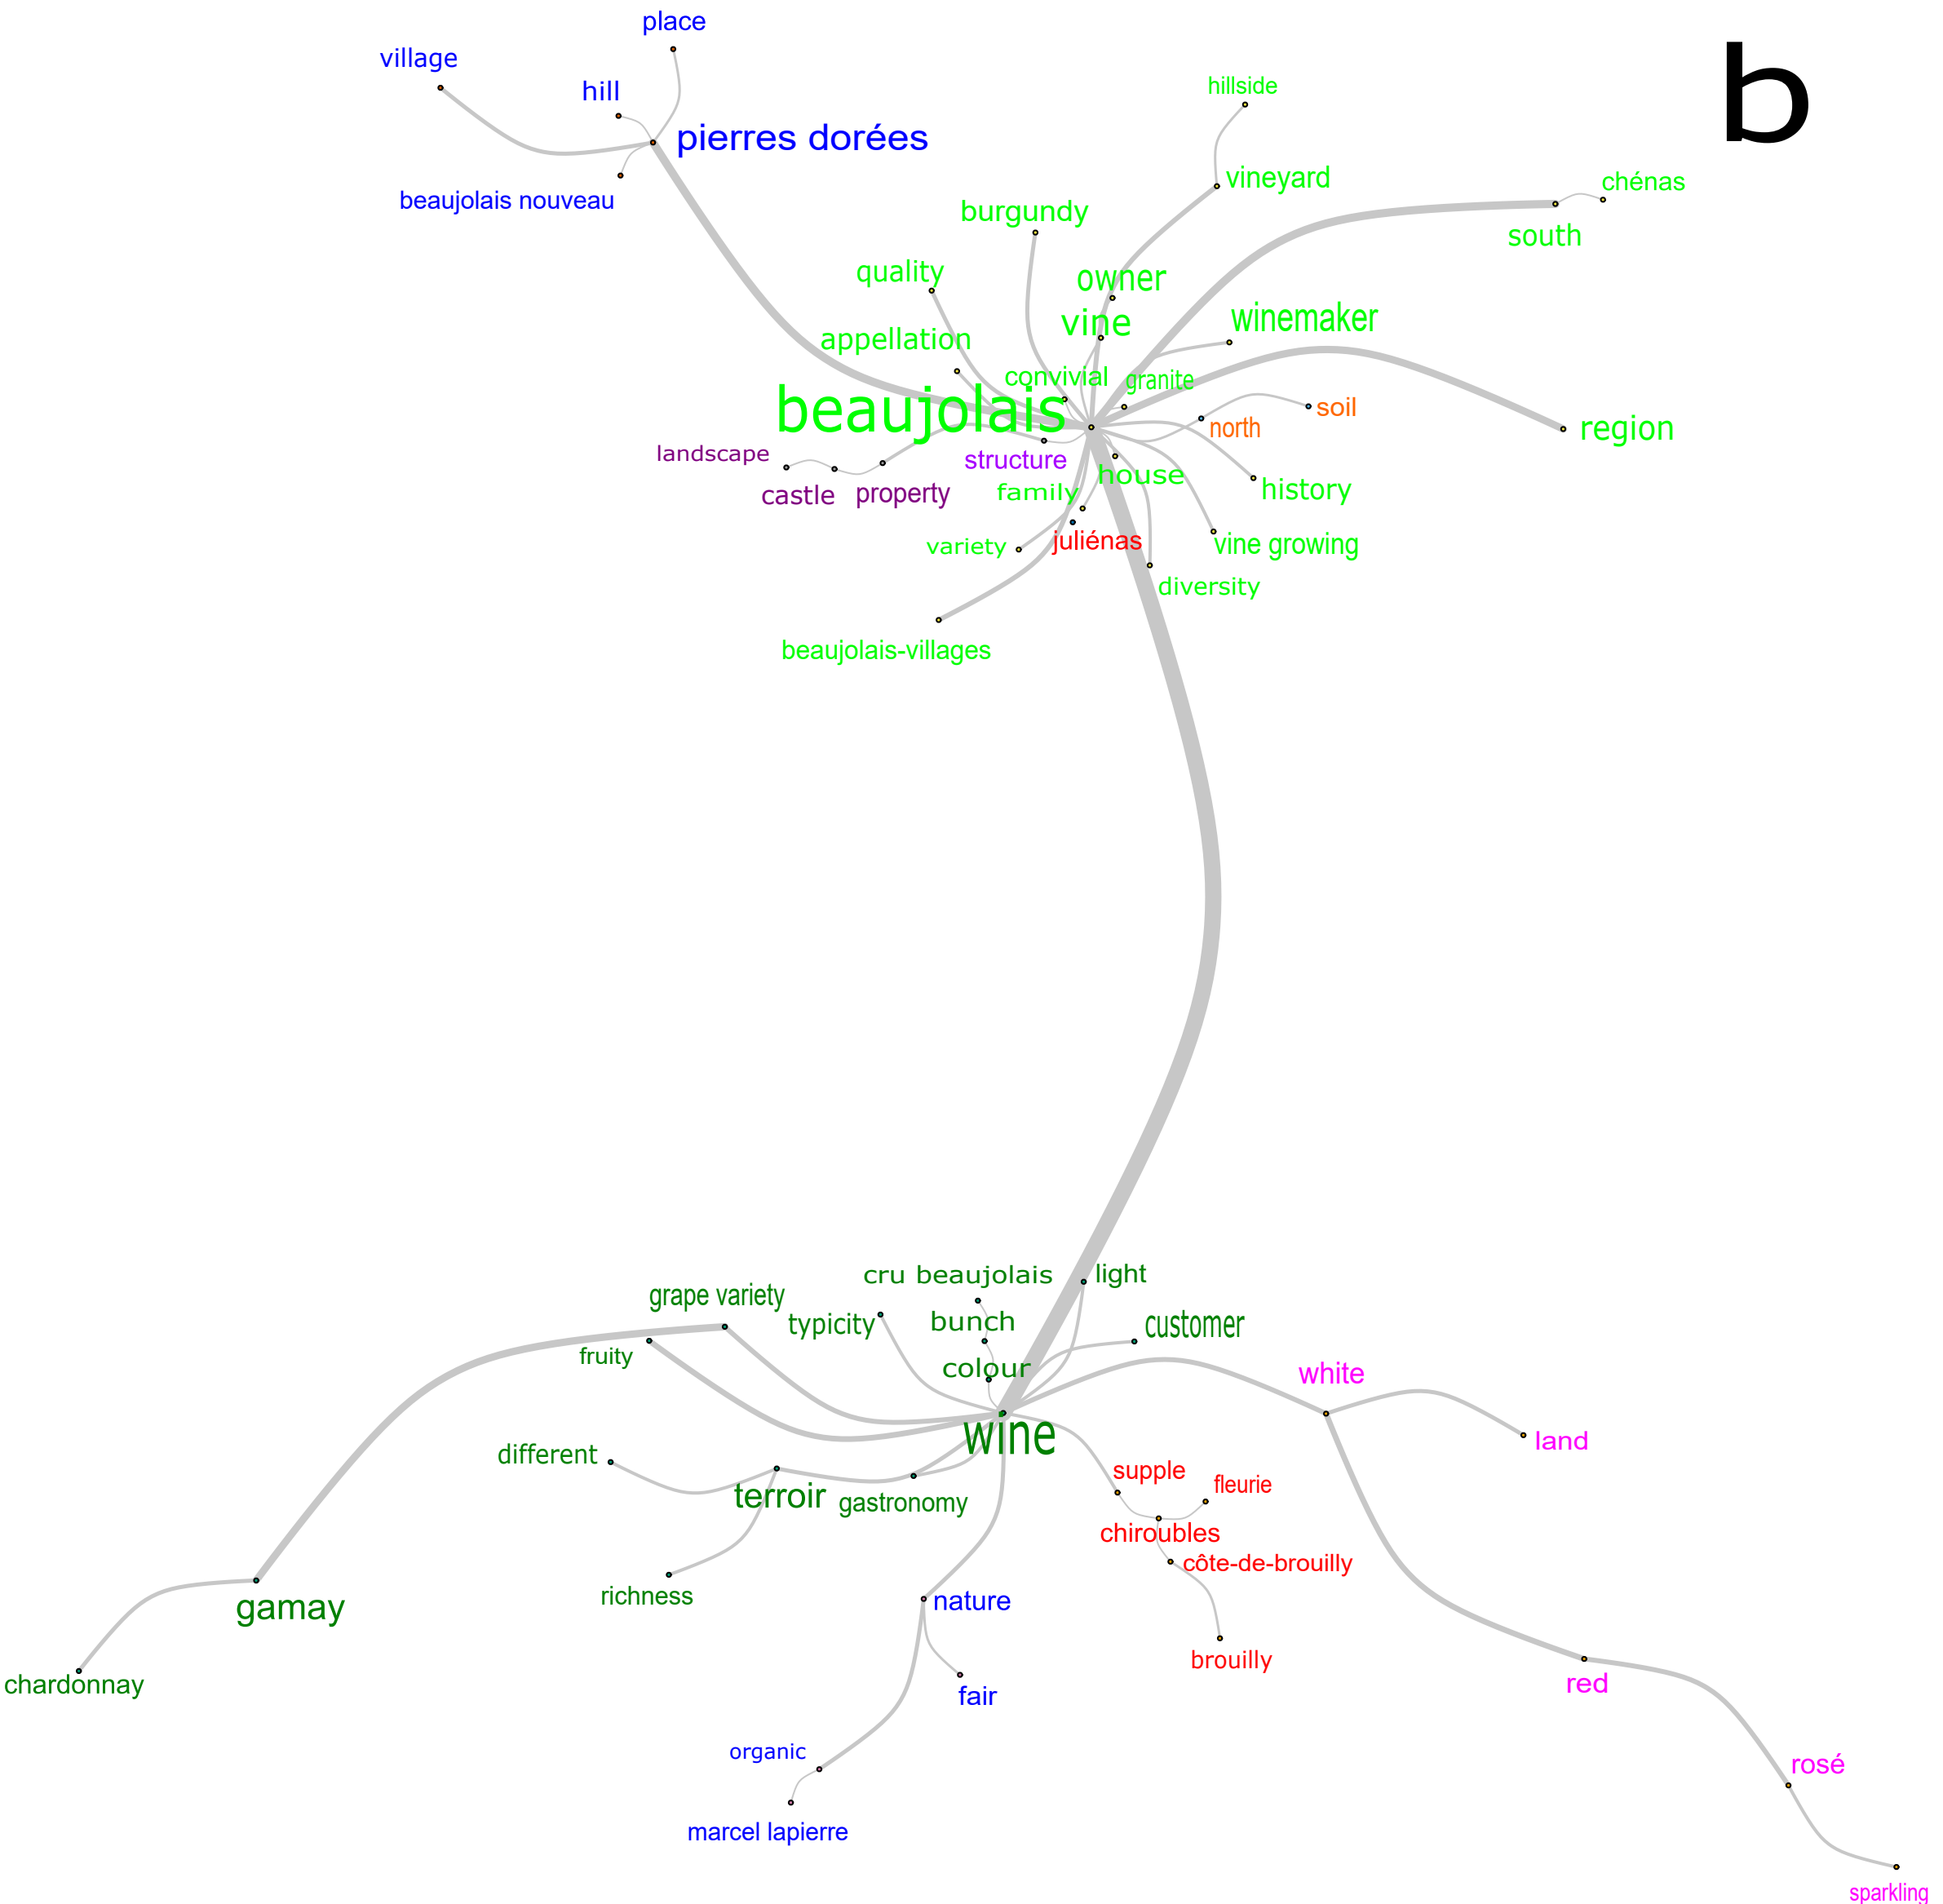 place
village
hill
b
hillside
pierres dorées
vineyard
chénas
beaujolais nouveau
burgundy
south
quality
owner
winemaker
vine
appellation
convivial
granite
beaujolais
soil
north
region
landscape
structure
house
castle
property
family
history
juliénas
variety
vine growing
diversity
beaujolais-villages
cru beaujolais
light
grape variety
typicity
bunch
customer
fruity
colour
white
wine
different
land
supple
fleurie
terroir
gastronomy
chiroubles
côte-de-brouilly
richness
nature
gamay
brouilly
chardonnay
fair
red
organic
rosé
marcel lapierre
sparkling